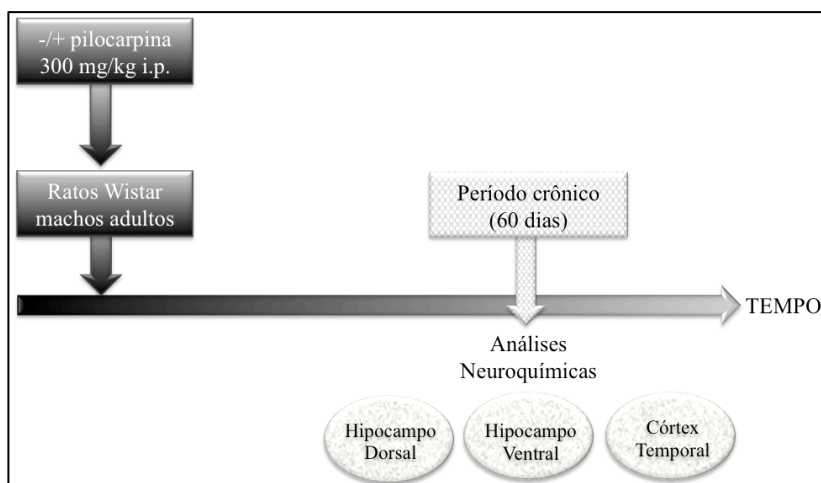 -/+ pilocarpina
300 mg/kg i.p.
Ratos Wistar
machos adultos
Período crônico
(60 dias)
TEMPO
Análises
Neuroquímicas
Hipocampo
Dorsal
Hipocampo
Ventral
Córtex
Temporal